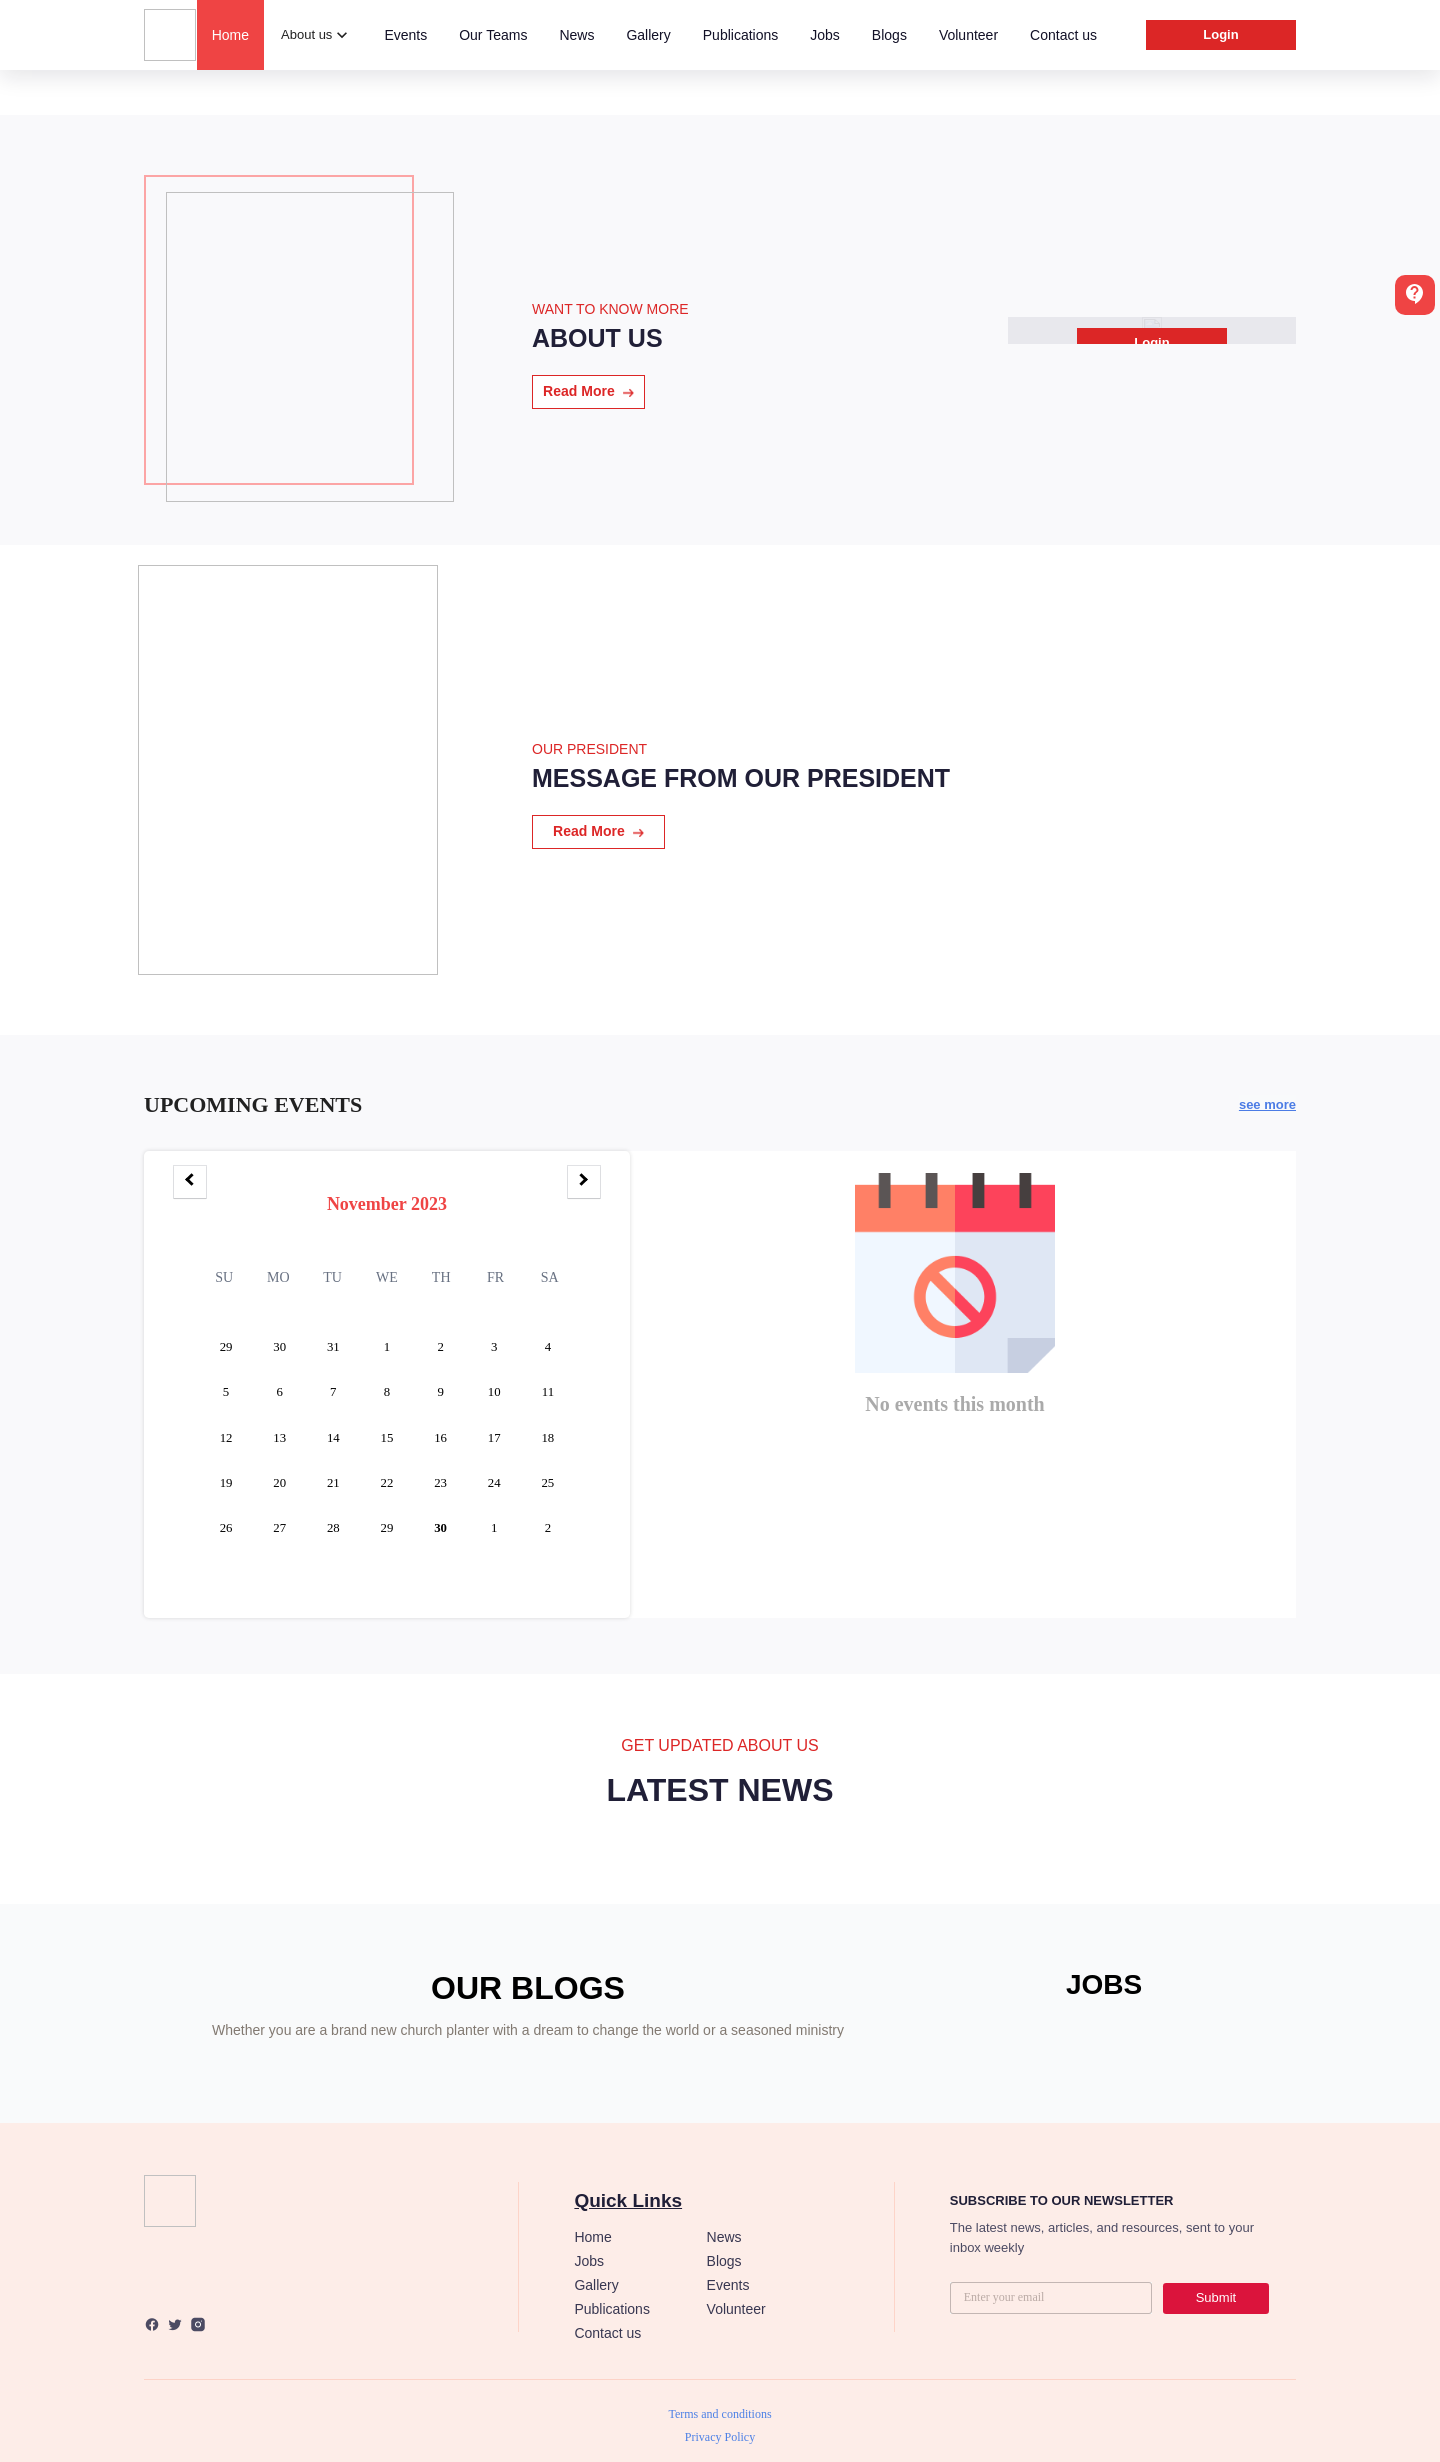 Home
About us
Events
Our Teams
News
Gallery
Publications
Jobs
Blogs
Volunteer
Contact us
Login
WANT TO KNOW MORE
ABOUT US
Read More
Login
OUR PRESIDENT
MESSAGE FROM OUR PRESIDENT
Read More
UPCOMING EVENTS
see more
November 2023
SU MO TU WE TH FR SA
29 30 31 1 2 3 4
5 6 7 8 9 10 11
12 13 14 15 16 17 18
19 20 21 22 23 24 25
26 27 28 29 30 1 2
No events this month
GET UPDATED ABOUT US
LATEST NEWS
OUR BLOGS
Whether you are a brand new church planter with a dream to change the world or a seasoned ministry
JOBS
Quick Links
Home
Jobs
Gallery
Publications
Contact us
News
Blogs
Events
Volunteer
SUBSCRIBE TO OUR NEWSLETTER
The latest news, articles, and resources, sent to your
inbox weekly
Enter your email
Submit
Terms and conditions
Privacy Policy